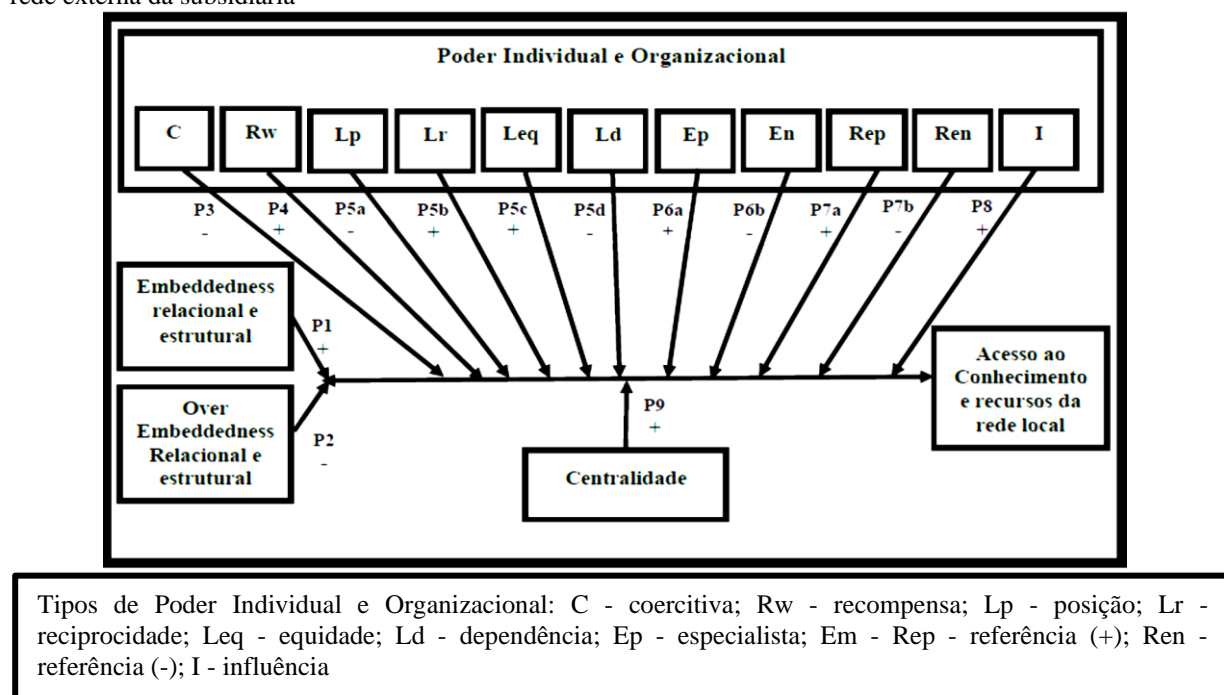 rede externa da subsidiária
Poder Individual e Organizacional
C Rw Lp Lr Leq Ld Ep En Rep Ren I
P3 P4 P5a P5b P5c P5d P6a P6b P7a P7b P8
- + - + + - + - + - +
Embeddedness
relacional e
estrutural
P1
+
Over
Embeddedness
Relacional e
estrutural
P2
-
P9
+
Centralidade
Acesso ao
Conhecimento
e recursos da
rede local
Tipos de Poder Individual e Organizacional: C - coercitiva; Rw - recompensa; Lp - posição; Lr -
reciprocidade; Leq - equidade; Ld - dependência; Ep - especialista; Em - Rep - referência (+); Ren -
referência (-); I - influência